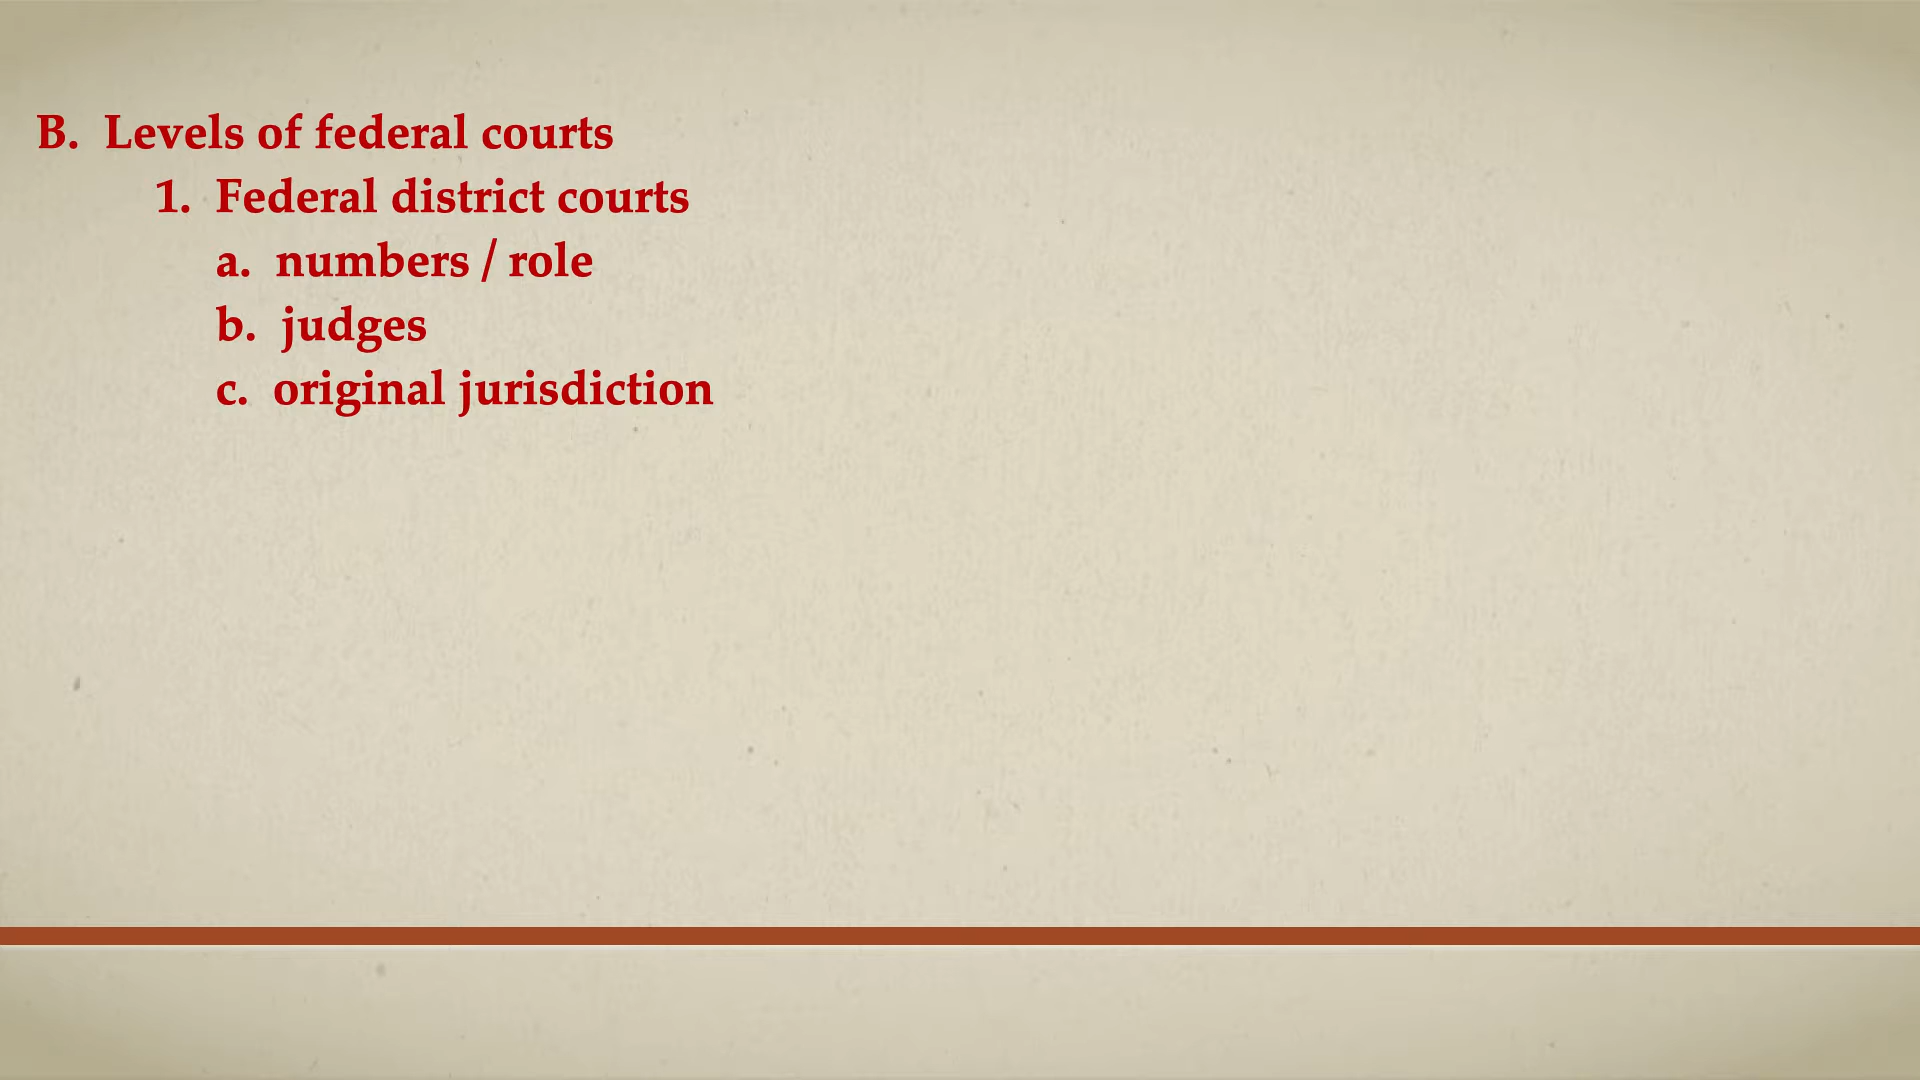 B. Levels of federal courts
1. Federal district courts
a. numbers / role
b. judges
c. original jurisdiction